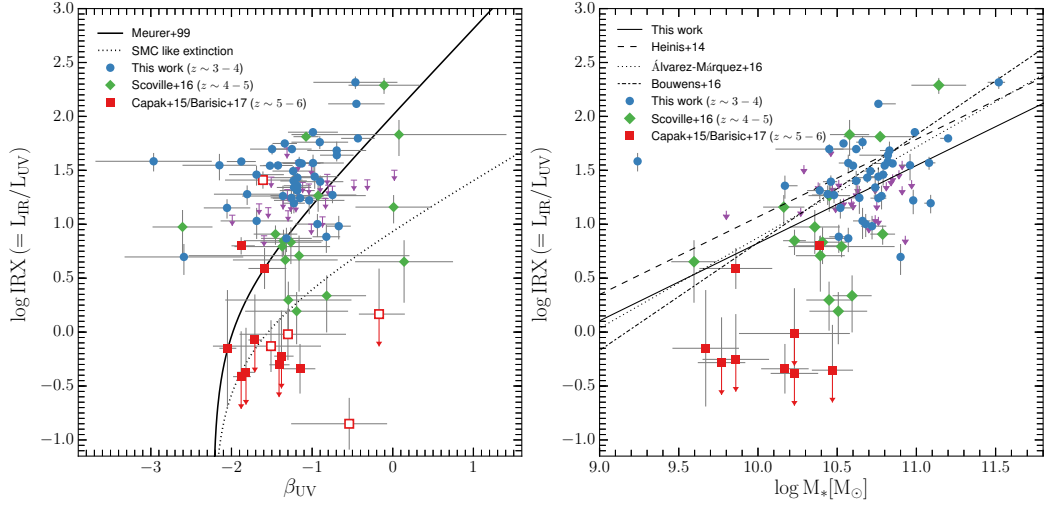 3.0
2.5
2.0
1.5
1.0
0.5
0.0
−0.5
−1.0
log IRX (= L_IR/L_UV)
Meurer+99
SMC like extinction
This work (z ∼ 3 − 4)
Scoville+16 (z ∼ 4 − 5)
Capak+15/Barisic+17 (z ∼ 5 − 6)
−3 −2 −1 0 1
β_UV
3.0
2.5
2.0
1.5
1.0
0.5
0.0
−0.5
−1.0
log IRX (= L_IR/L_UV)
This work
Heinis+14
Álvarez-Márquez+16
Bouwens+16
This work (z ∼ 3 − 4)
Scoville+16 (z ∼ 4 − 5)
Capak+15/Barisic+17 (z ∼ 5 − 6)
9.0 9.5 10.0 10.5 11.0 11.5
log M_*[M_⊙]